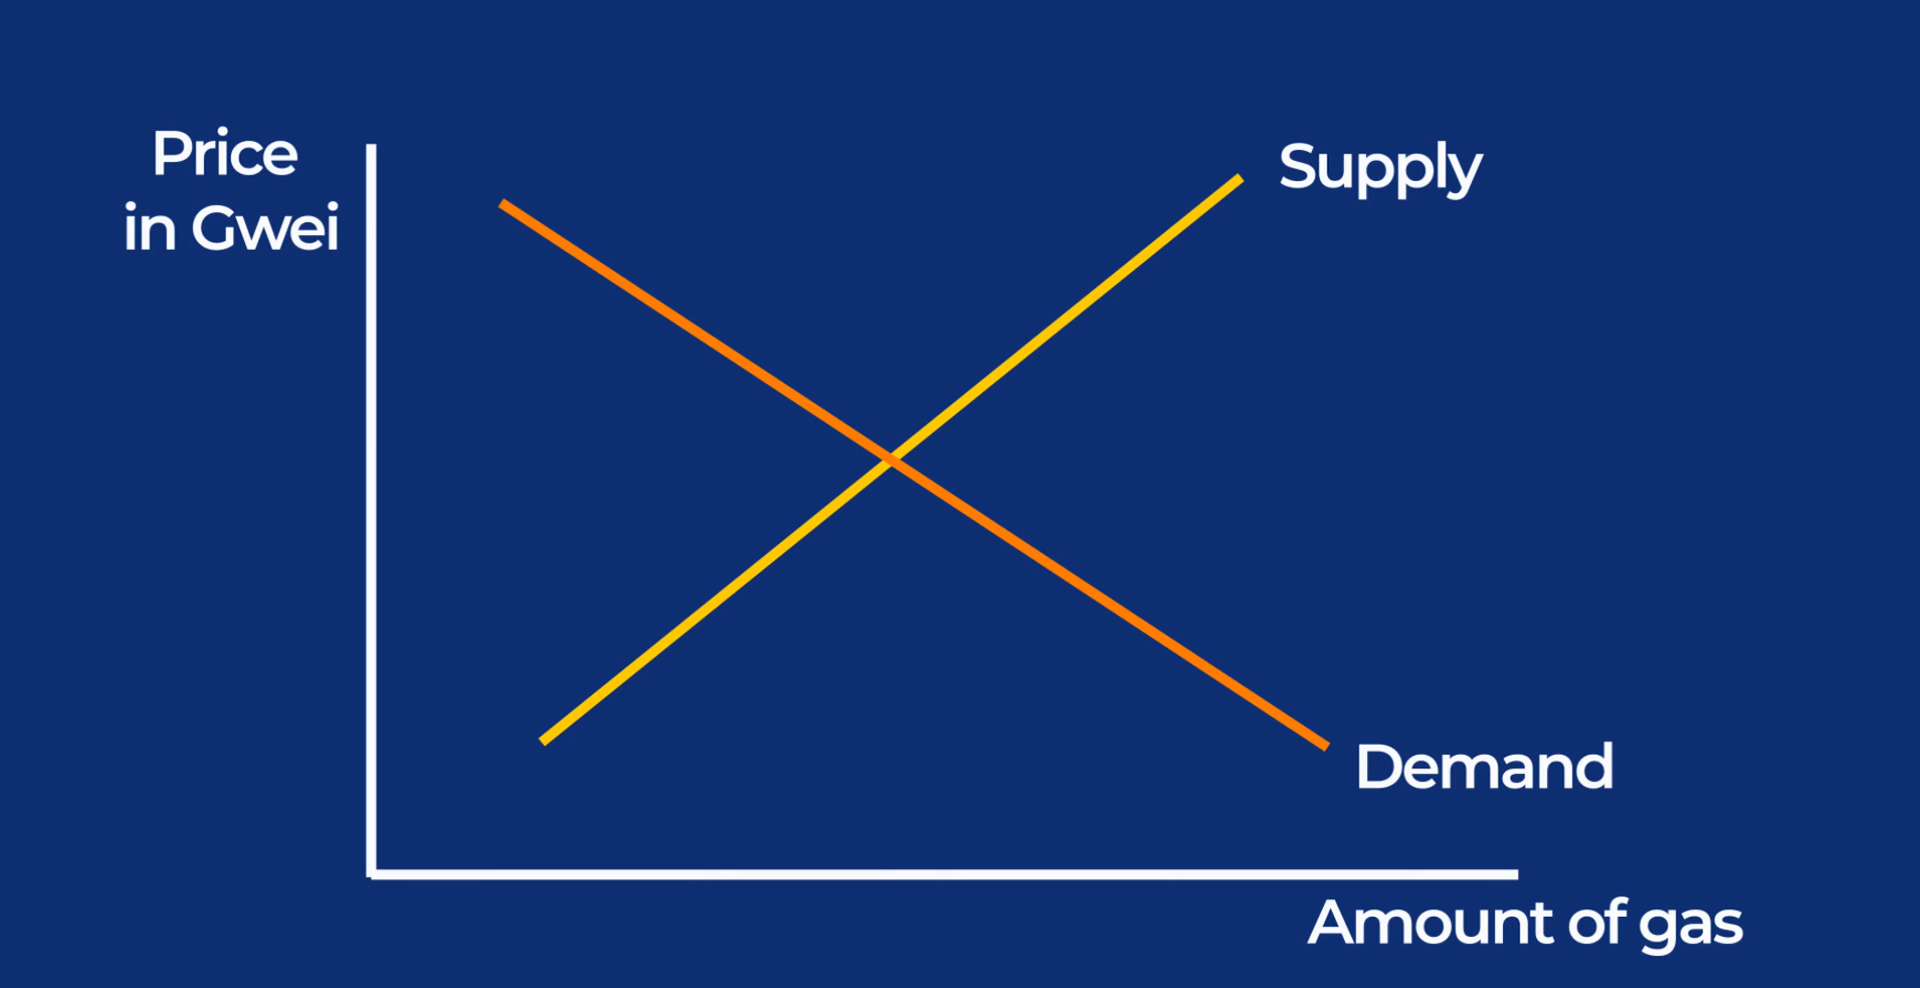 Price
in Gwei
Supply
Demand
Amount of gas